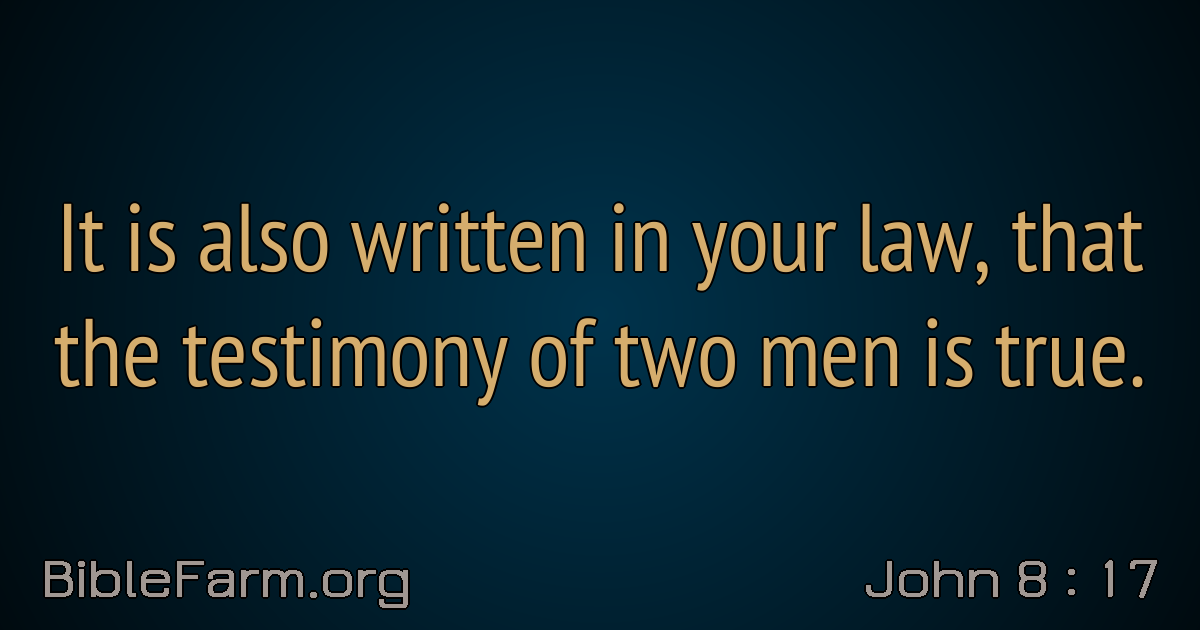 It is also written in your law, that
the testimony of two men is true.
BibleFarm.org
John 8 : 17